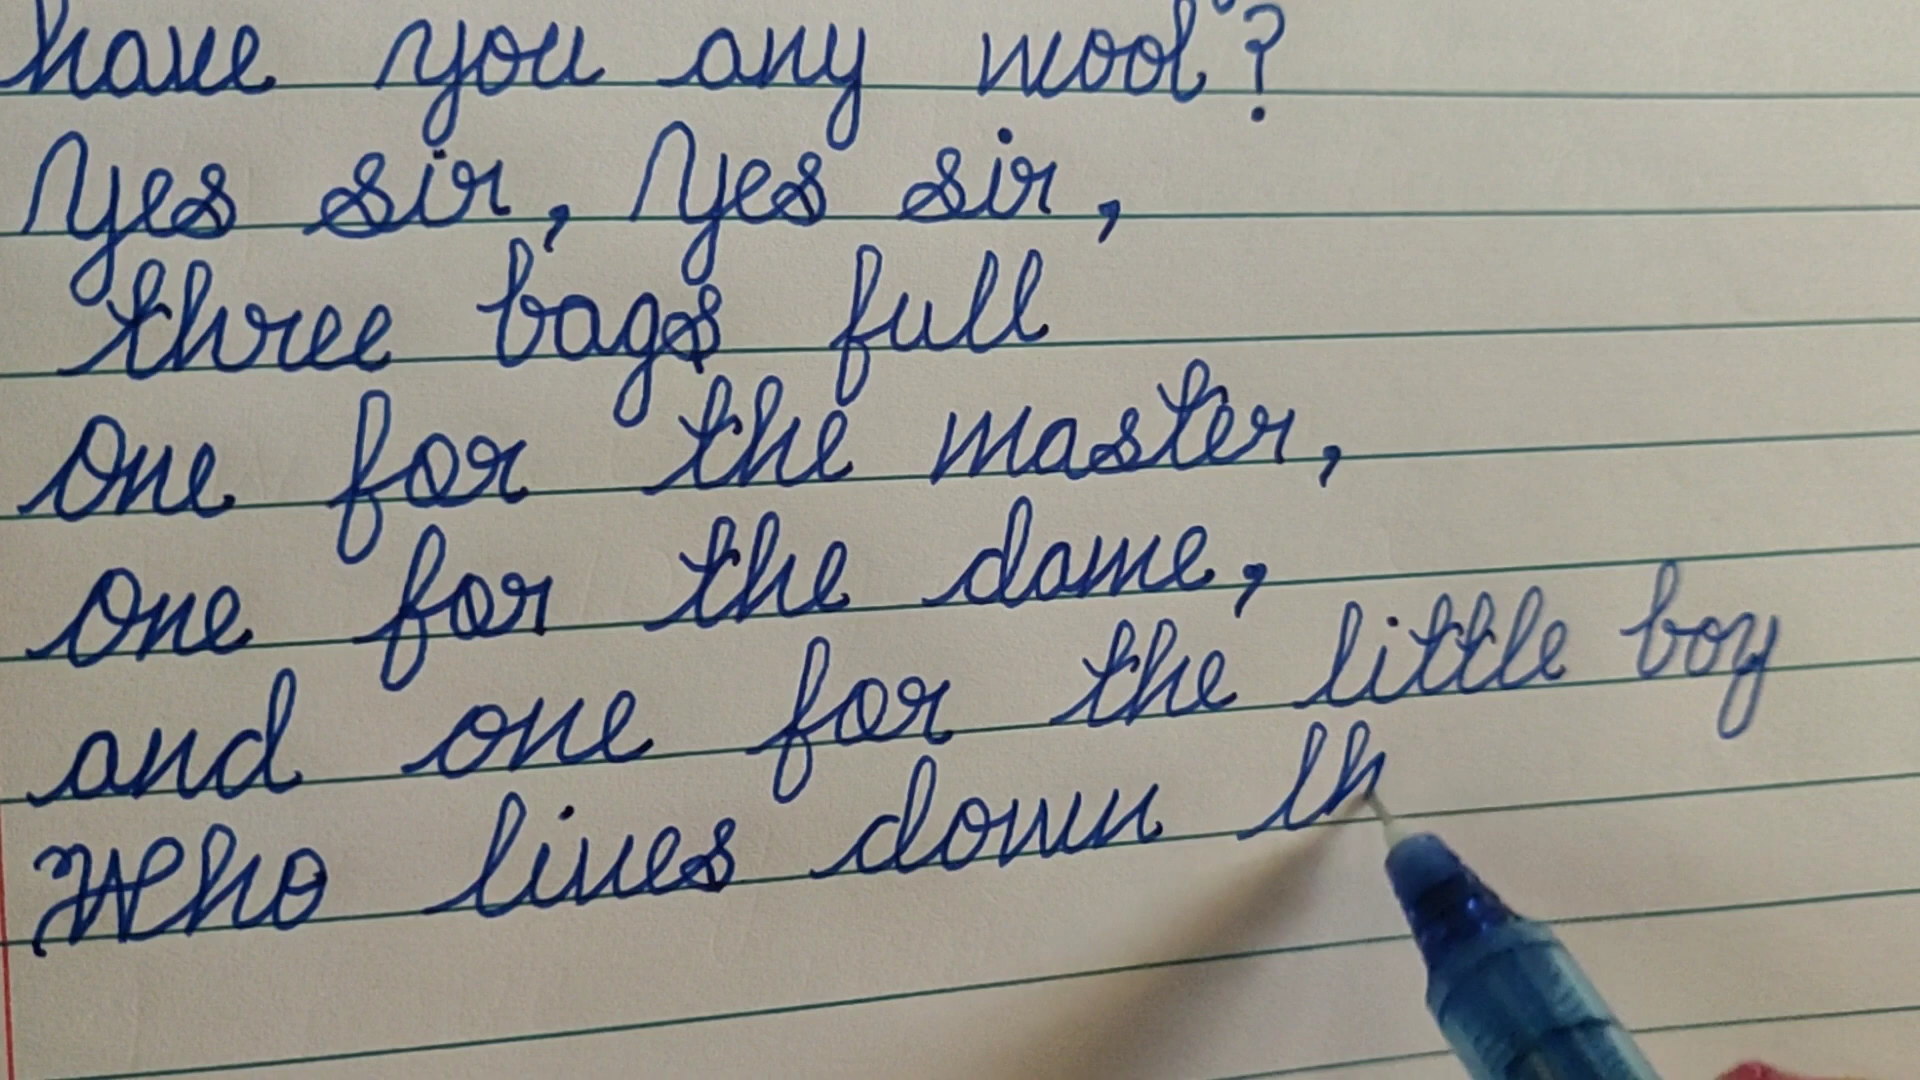 have you any wool?
Yes sir, Yes sir,
three bags full
One for the master,
One for the dame,
and one for the little boy
Who lives down th